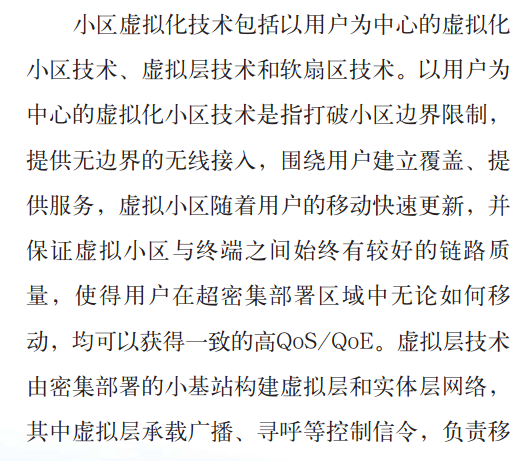 小区虚拟化技术包括以用户为中心的虚拟化
小区技术、虚拟层技术和软扇区技术。以用户为
中心的虚拟化小区技术是指打破小区边界限制，
提供无边界的无线接入，围绕用户建立覆盖、提
供服务，虚拟小区随着用户的移动快速更新，并
保证虚拟小区与终端之间始终有较好的链路质
量，使得用户在超密集部署区域中无论如何移
动，均可以获得一致的高QoS/QoE。虚拟层技术
由密集部署的小基站构建虚拟层和实体层网络，
其中虚拟层承载广播、寻呼等控制信令，负责移